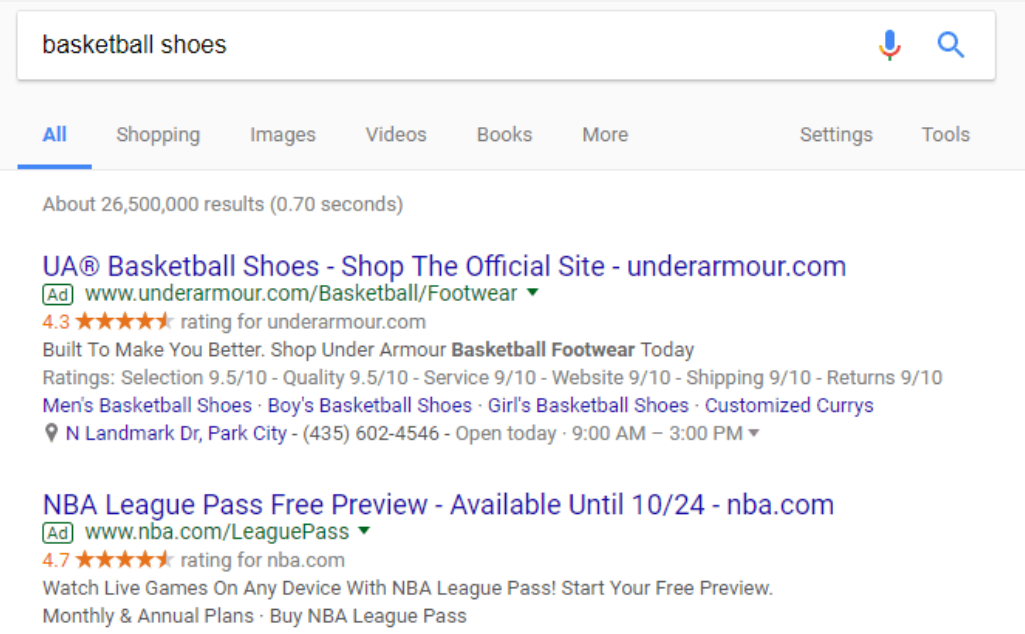 basketball shoes
All Shopping Images Videos Books More Settings Tools
About 26,500,000 results (0.70 seconds)
UA® Basketball Shoes - Shop The Official Site - underarmour.com
Ad www.underarmour.com/Basketball/Footwear
4.3 ★★★★★ rating for underarmour.com
Built To Make You Better. Shop Under Armour Basketball Footwear Today
Ratings: Selection 9.5/10 - Quality 9.5/10 - Service 9/10 - Website 9/10 - Shipping 9/10 - Returns 9/10
Men's Basketball Shoes · Boy's Basketball Shoes · Girl's Basketball Shoes · Customized Currys
N Landmark Dr, Park City - (435) 602-4546 - Open today · 9:00 AM – 3:00 PM
NBA League Pass Free Preview - Available Until 10/24 - nba.com
Ad www.nba.com/LeaguePass
4.7 ★★★★★ rating for nba.com
Watch Live Games On Any Device With NBA League Pass! Start Your Free Preview.
Monthly & Annual Plans · Buy NBA League Pass